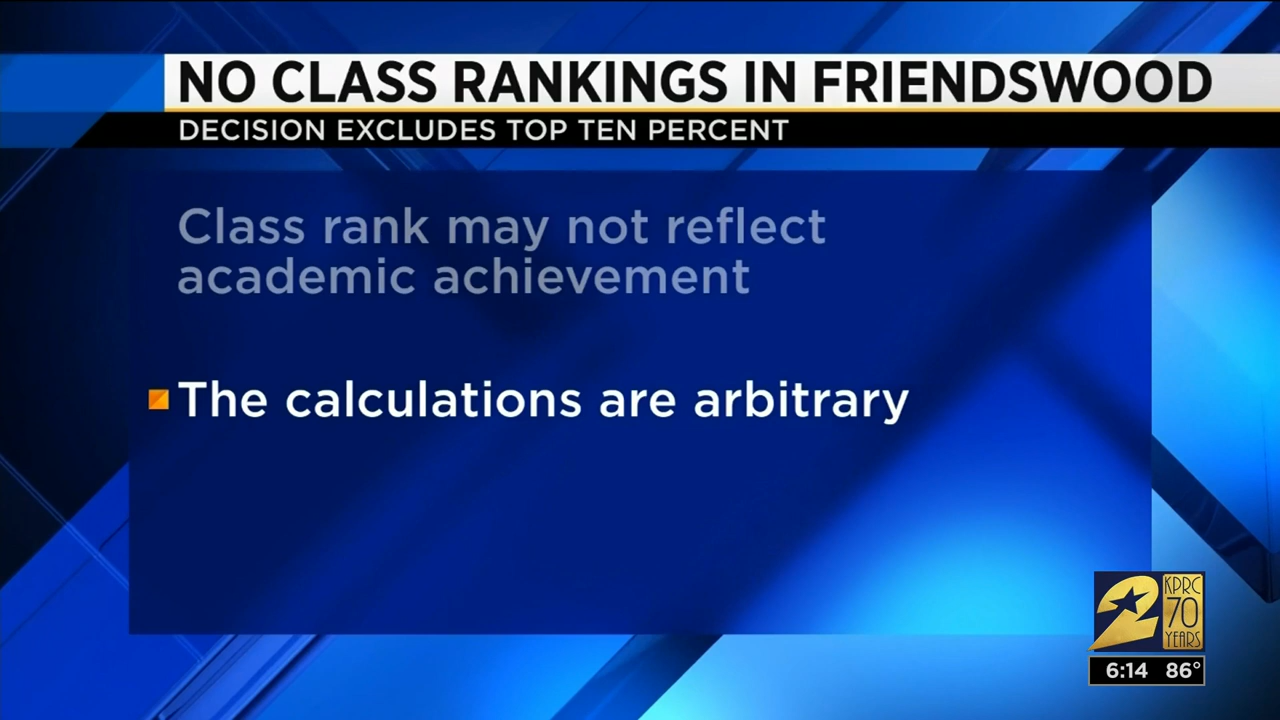 NO CLASS RANKINGS IN FRIENDSWOOD
DECISION EXCLUDES TOP TEN PERCENT
Class rank may not reflect
academic achievement
The calculations are arbitrary
2
KPRC
70
YEARS
6:14 86°